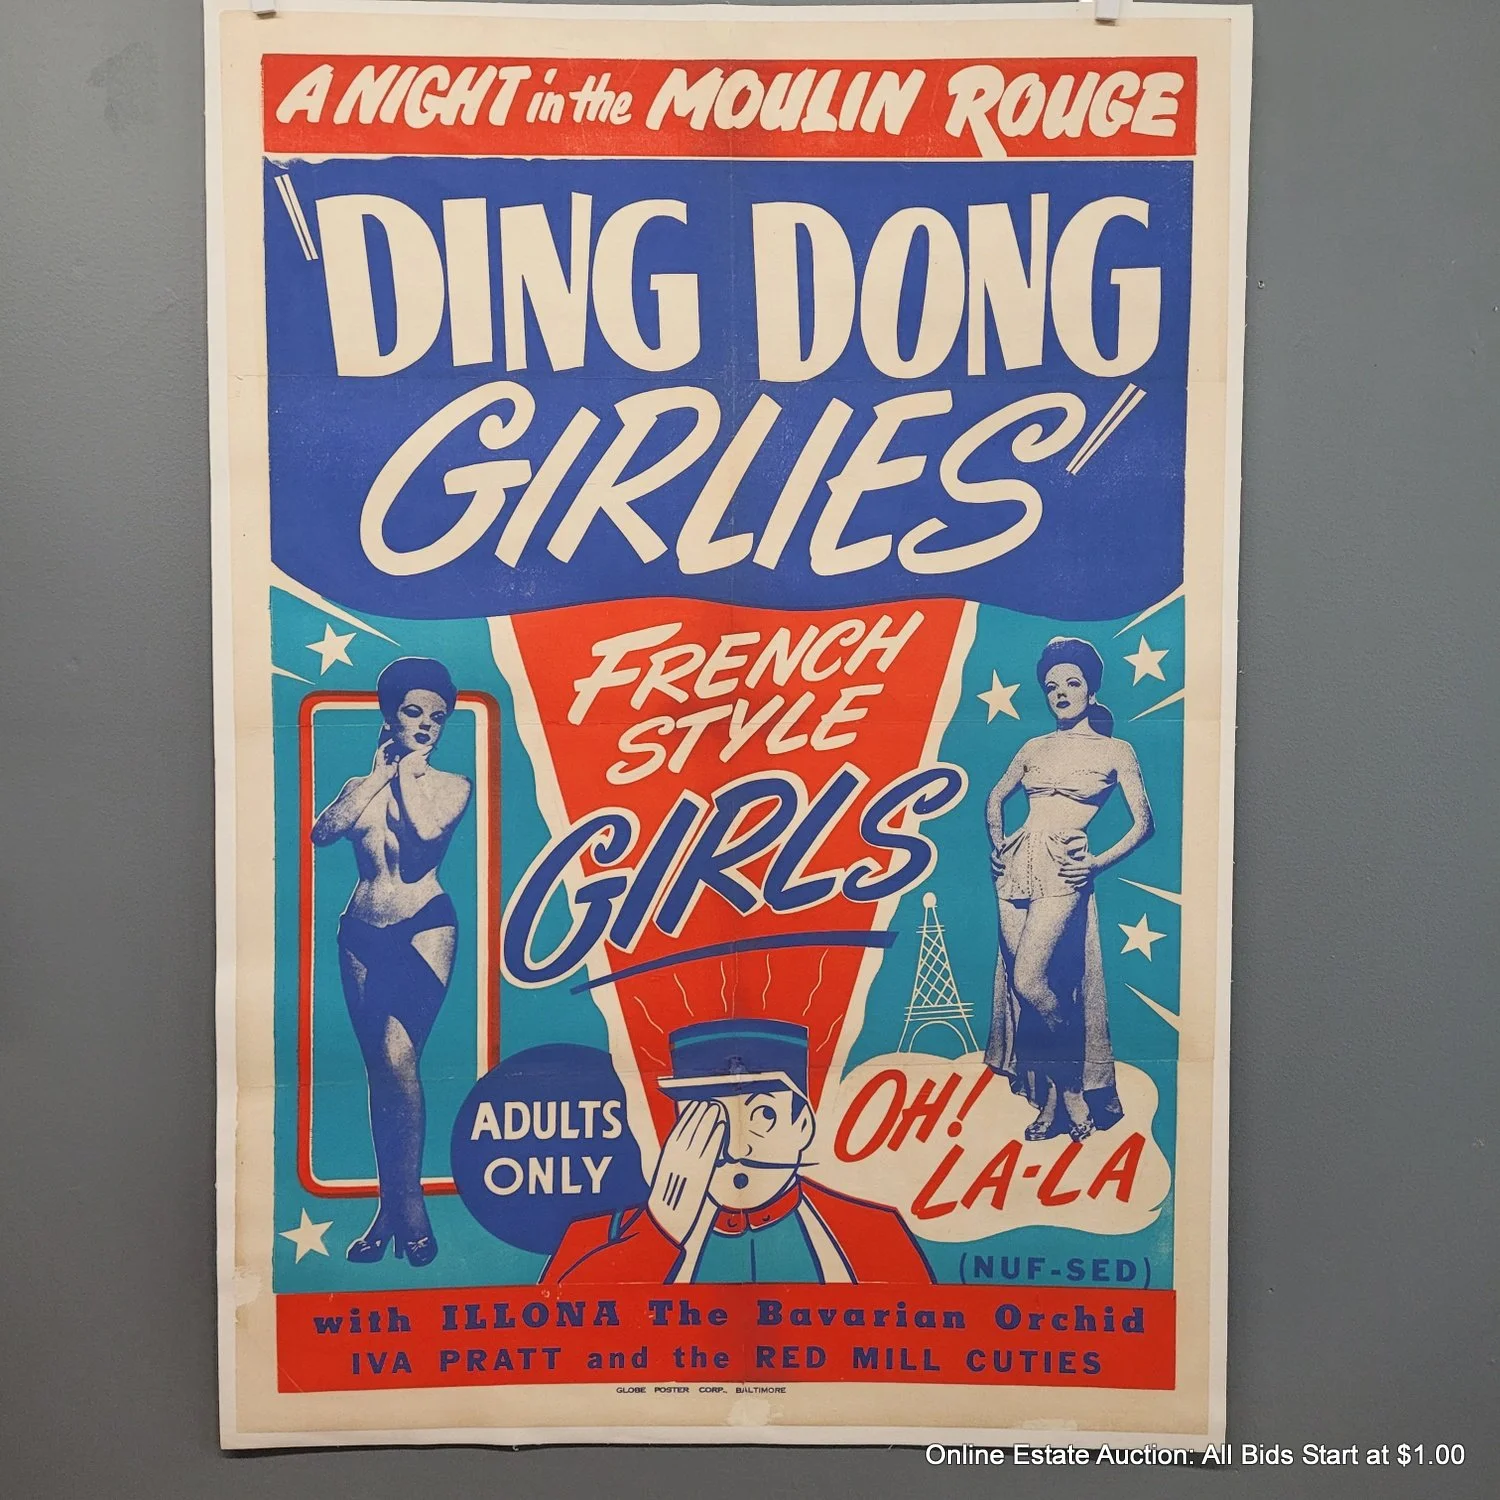 A NIGHT in the MOULIN ROUGE
"DING DONG
GIRLIES"
FRENCH
STYLE
GIRLS
ADULTS
ONLY
OH!
LA-LA
(NUF-SED)
with ILLONA The Bavarian Orchid
IVA PRATT and the RED MILL CUTIES
GLOBE POSTER CORP., BALTIMORE
Online Estate Auction: All Bids Start at $1.00